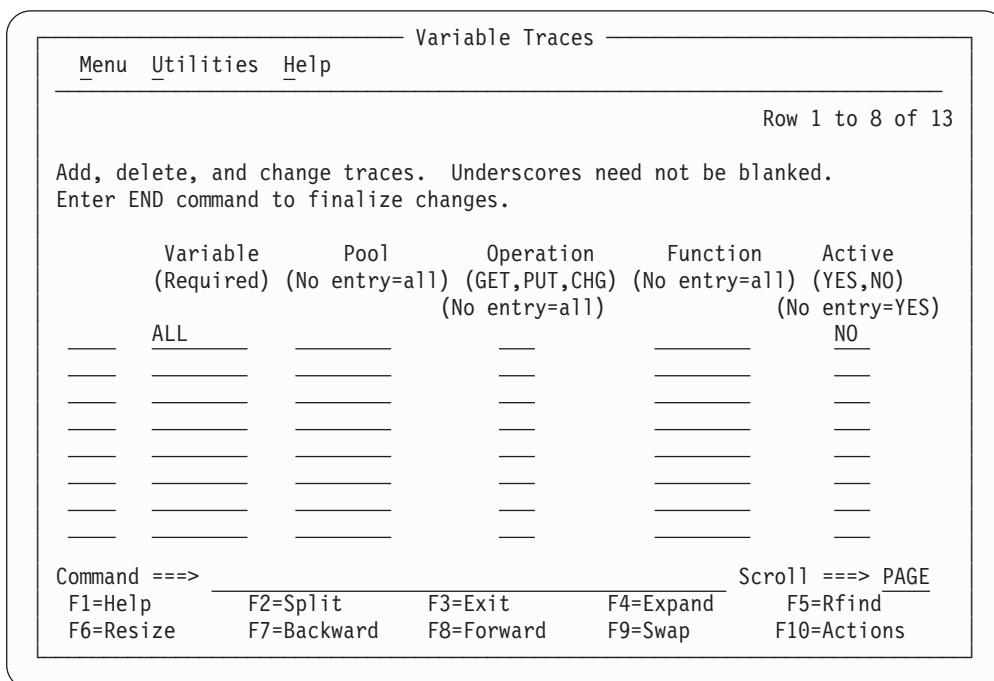 Variable Traces
Menu Utilities Help
Row 1 to 8 of 13
Add, delete, and change traces. Underscores need not be blanked.
Enter END command to finalize changes.
Variable Pool Operation Function Active
(Required) (No entry=all) (GET,PUT,CHG) (No entry=all) (YES,NO)
(No entry=all) (No entry=YES)
ALL NO
Command ===> Scroll ===> PAGE
F1=Help F2=Split F3=Exit F4=Expand F5=Rfind
F6=Resize F7=Backward F8=Forward F9=Swap F10=Actions